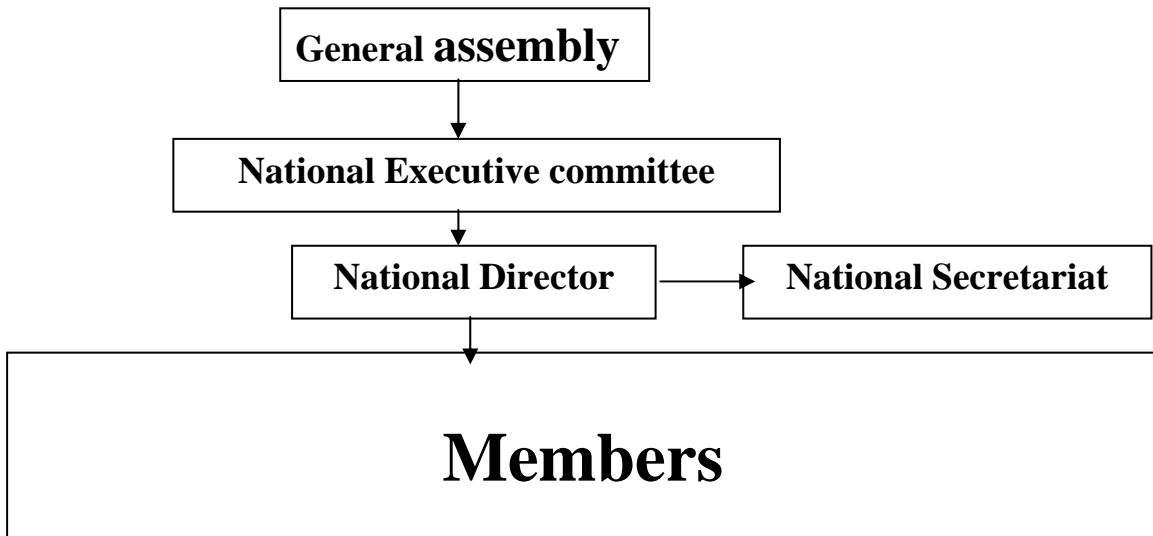 General assembly
National Executive committee
National Director
National Secretariat
Members